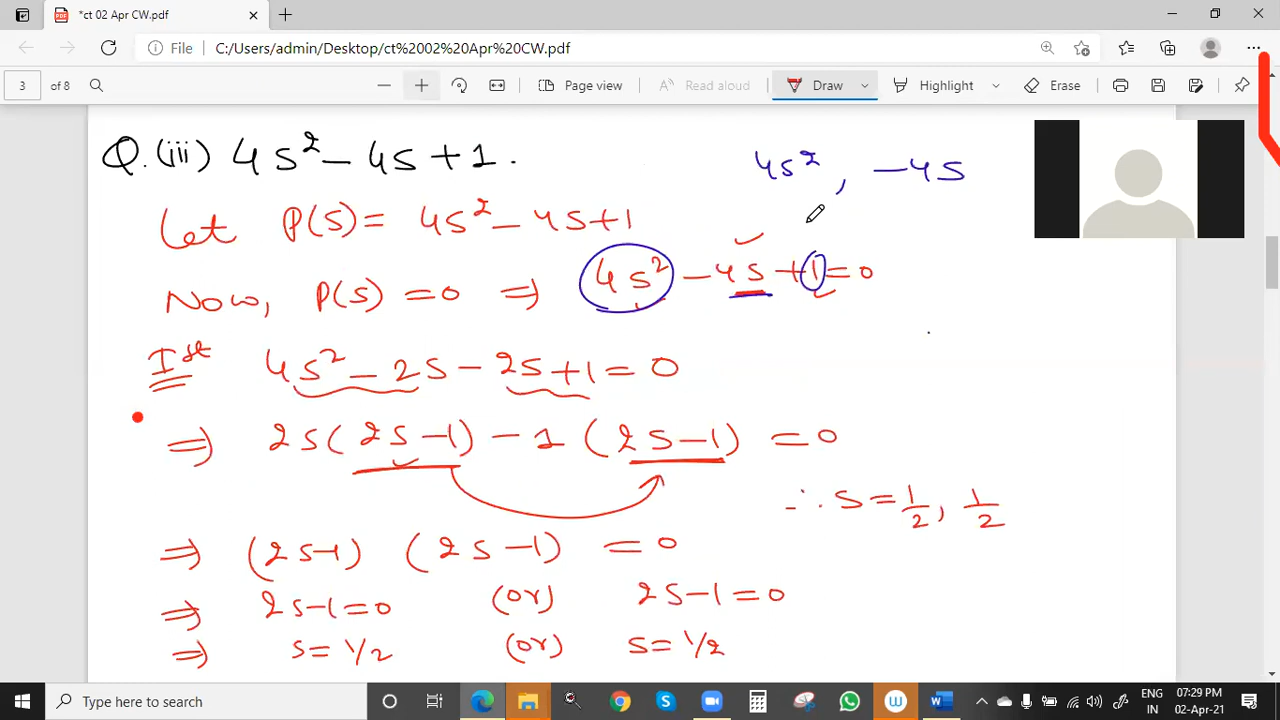 *ct 02 Apr CW.pdf
File C:/Users/admin/Desktop/ct%2002%20Apr%20CW.pdf
3 of 8 Page view Read aloud Draw Highlight Erase
Q.(iii) 4s² - 4s + 1.
4s², -4s
Let P(s) = 4s² - 4s + 1
Now, P(s) = 0 ⇒ 4s² - 4s + 1 = 0
Ist 4s² - 2s - 2s + 1 = 0
⇒ 2s(2s - 1) - 1(2s - 1) = 0
∴ s = 1/2, 1/2
⇒ (2s-1) (2s-1) = 0
⇒ 2s-1=0 (or) 2s-1=0
⇒ s= 1/2 (or) s= 1/2
Type here to search
ENG 07:29 PM
IN 02-Apr-21